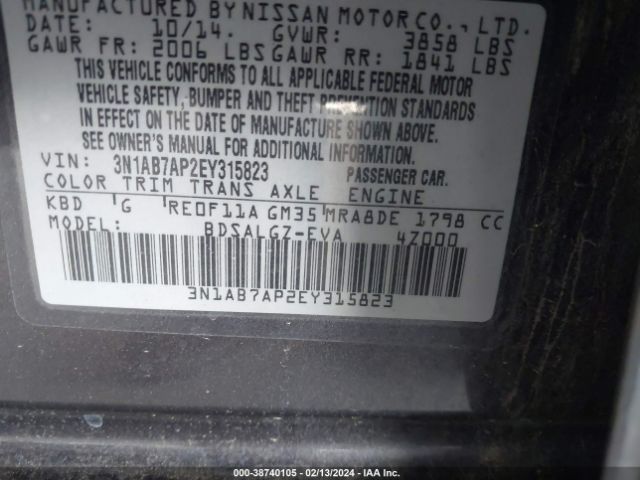 MANUFACTURED BY NISSAN MOTOR CO., LTD.
DATE: 10/14. GVWR: 3858 LBS
GAWR FR: 2006 LBS GAWR RR: 1841 LBS
THIS VEHICLE CONFORMS TO ALL APPLICABLE FEDERAL MOTOR
VEHICLE SAFETY, BUMPER AND THEFT PREVENTION STANDARDS
IN EFFECT ON THE DATE OF MANUFACTURE SHOWN ABOVE.
SEE OWNER'S MANUAL FOR ADDITIONAL INFORMATION.
VIN: 3N1AB7AP2EY315823 PASSENGER CAR.
COLOR TRIM TRANS AXLE ENGINE
KBD G RE0F11A GM35 MRA8DE 1798 CC
MODEL: BDSALGZ-EVA 4Z000
3N1AB7AP2EY315823
000-38740105 - 02/13/2024 - IAA Inc.